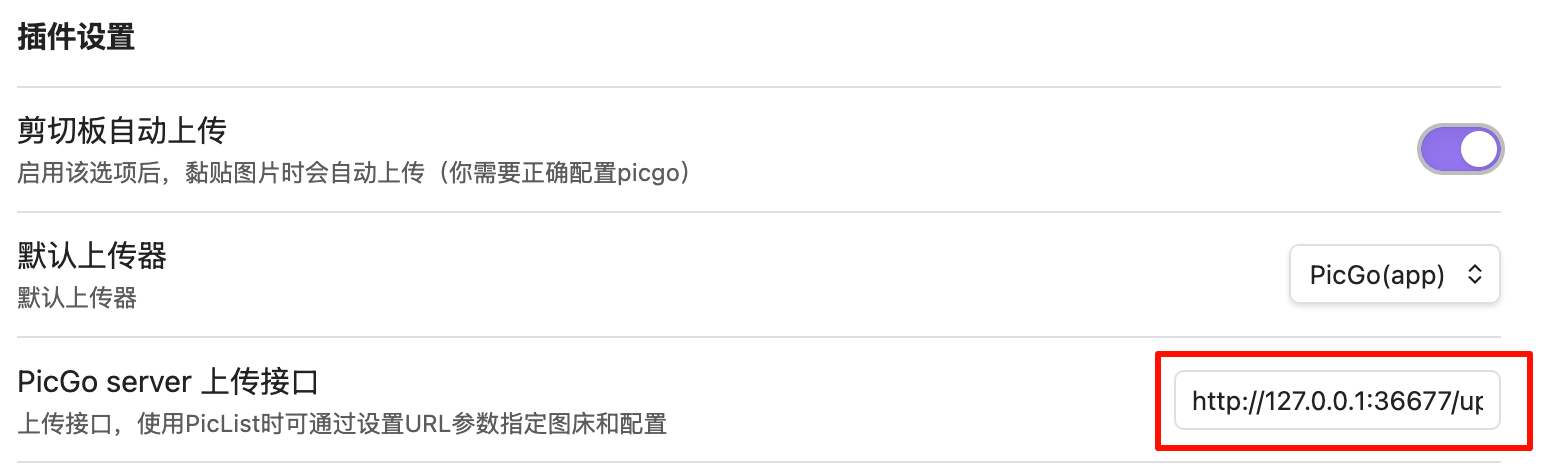 插件设置
剪切板自动上传
启用该选项后，黏贴图片时会自动上传（你需要正确配置picgo）
默认上传器
默认上传器
PicGo(app)
PicGo server 上传接口
上传接口，使用PicList时可通过设置URL参数指定图床和配置
http://127.0.0.1:36677/up